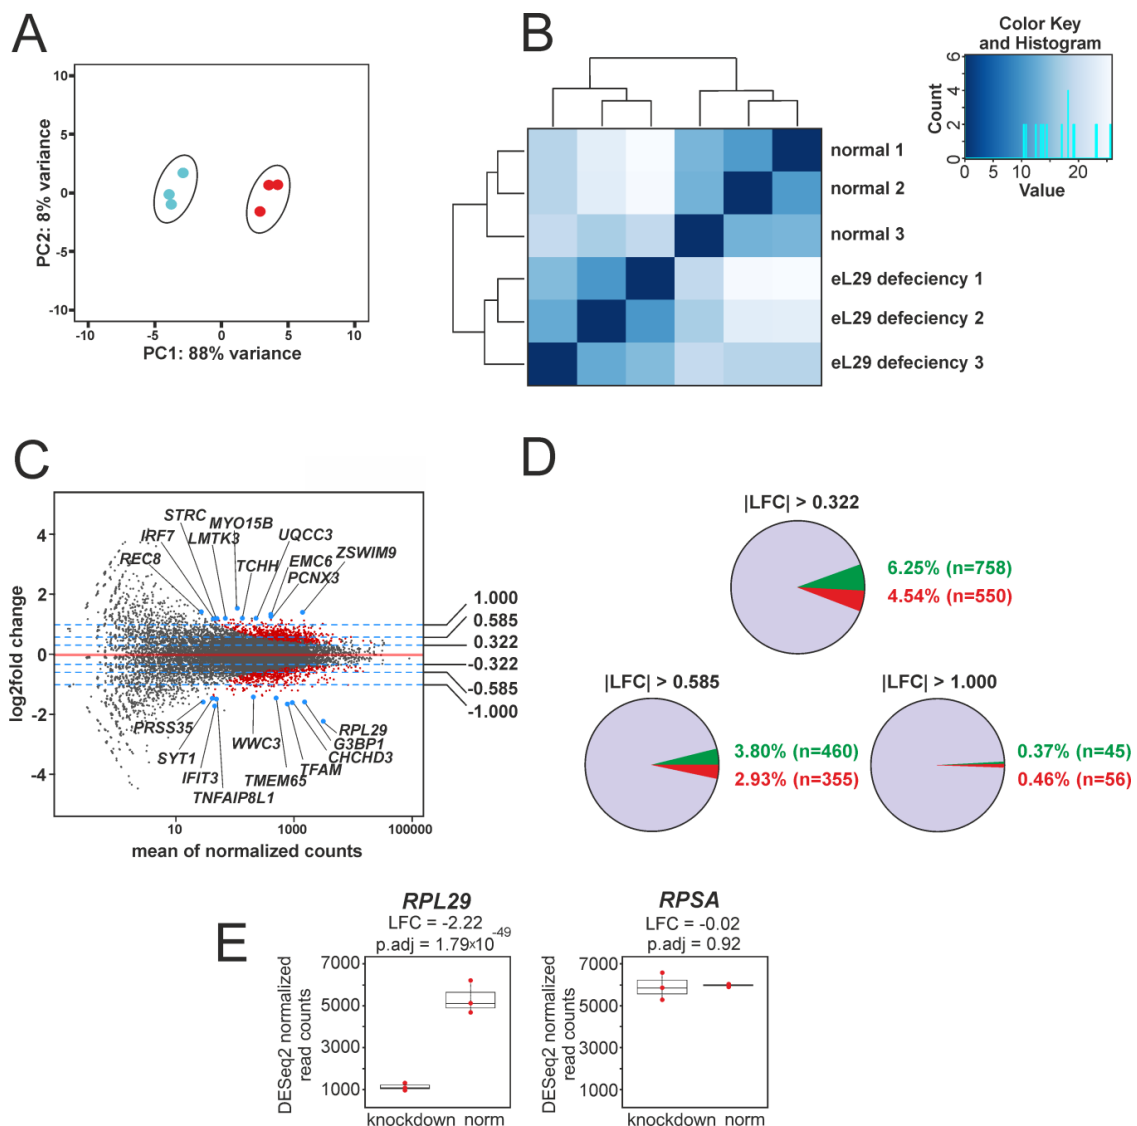 A
10
5
0
-5
-10
PC2: 8% variance
-10
-5
0
5
10
PC1: 88% variance
B
normal 1
normal 2
normal 3
eL29 defeciency 1
eL29 defeciency 2
eL29 defeciency 3
Color Key
and Histogram
Count
0 2 4 6
0
10
20
Value
C
4
2
0
-2
-4
log2fold change
STRC
MYO15B
IRF7
LMTK3
UQCC3
REC8
TCHH
EMC6
ZSWIM9
PCNX3
1.000
0.585
0.322
-0.322
-0.585
-1.000
PRSS35
SYT1
IFIT3
TNFAIP8L1
WWC3
TMEM65
TFAM
CHCHD3
G3BP1
RPL29
10
1000
100000
mean of normalized counts
D
|LFC| > 0.322
6.25% (n=758)
4.54% (n=550)
|LFC| > 0.585
3.80% (n=460)
2.93% (n=355)
|LFC| > 1.000
0.37% (n=45)
0.46% (n=56)
E
RPL29
LFC = -2.22
p.adj = 1.79×10-49
7000
5000
3000
1000
DESeq2 normalized
read counts
knockdown norm
RPSA
LFC = -0.02
p.adj = 0.92
7000
5000
3000
1000
DESeq2 normalized
read counts
knockdown norm